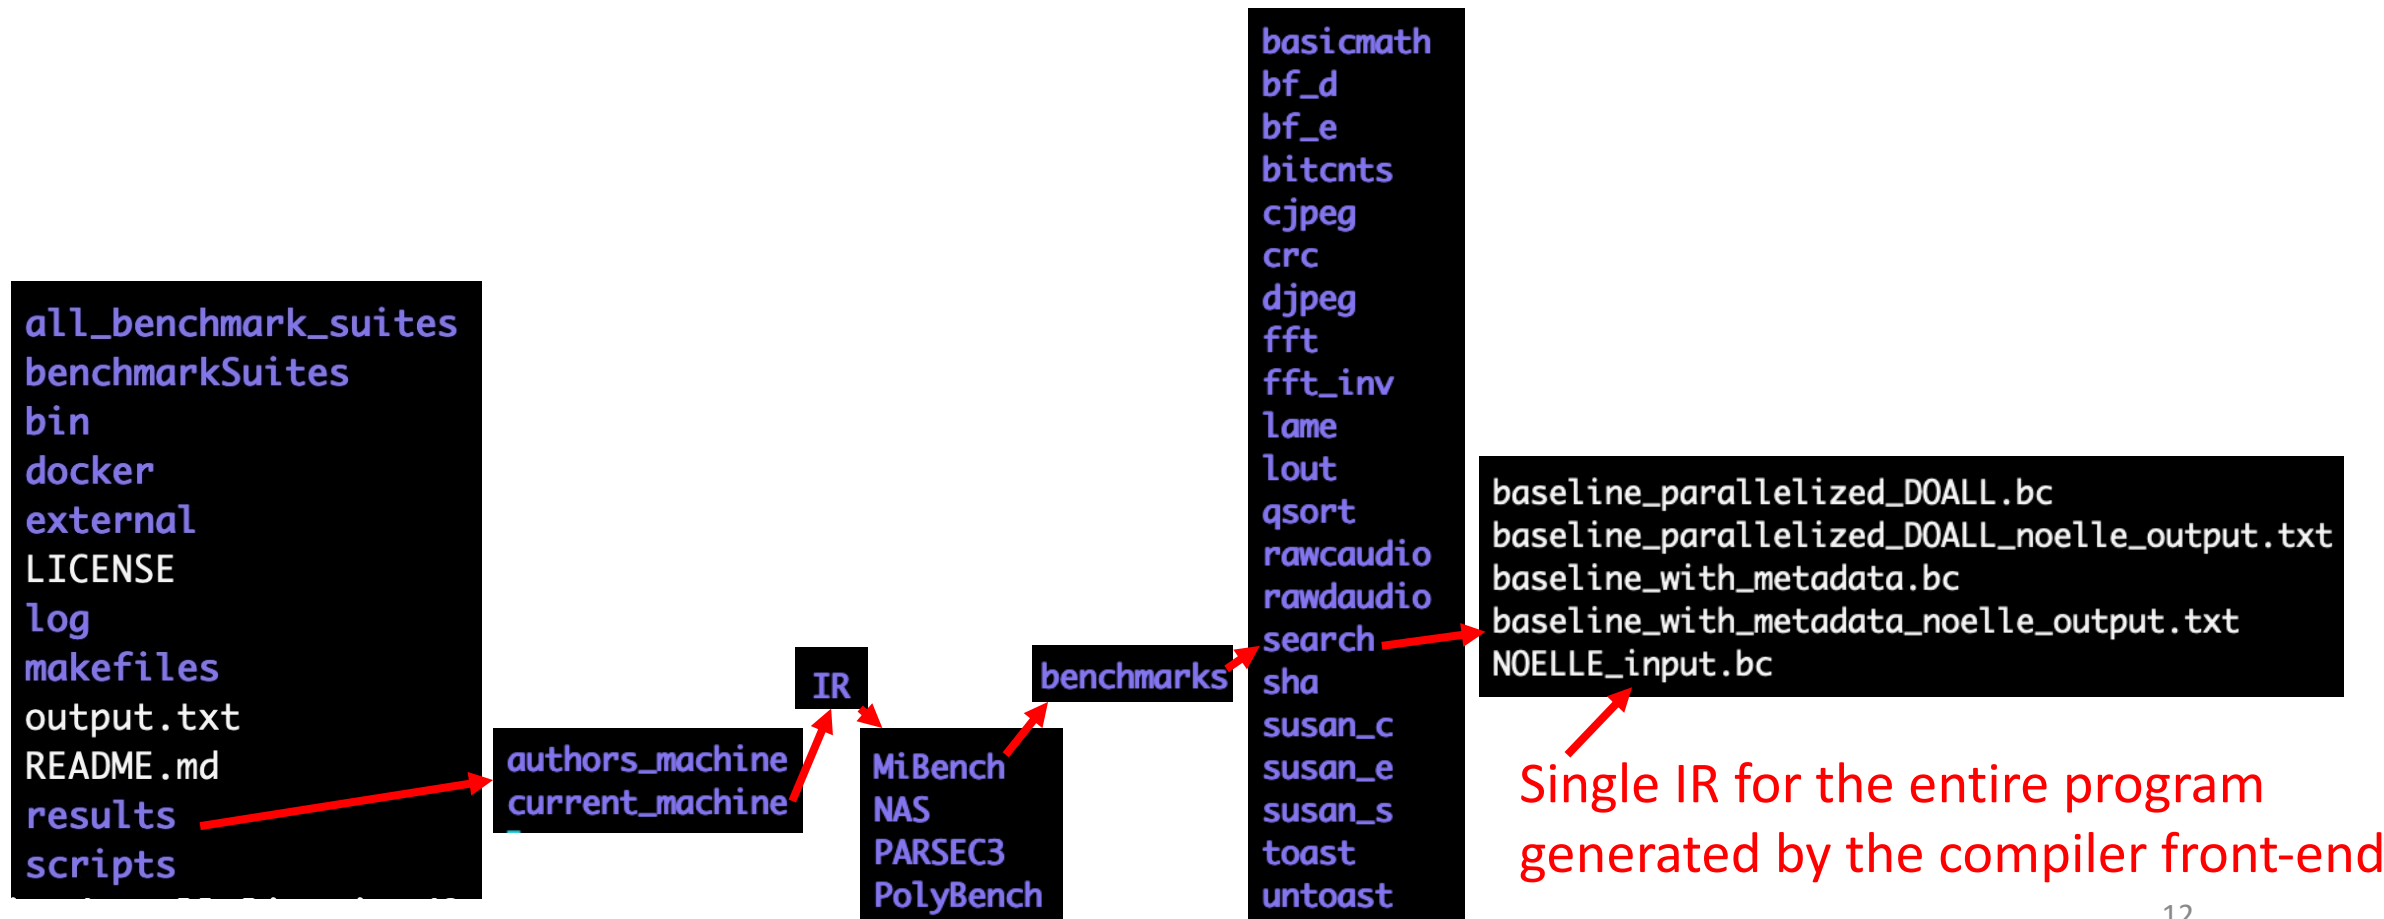 all_benchmark_suites
benchmarkSuites
bin
docker
external
LICENSE
log
makefiles
output.txt
README.md
results
scripts
authors_machine
current_machine
IR
MiBench
NAS
PARSEC3
PolyBench
benchmarks
basicmath
bf_d
bf_e
bitcnts
cjpeg
crc
djpeg
fft
fft_inv
lame
lout
qsort
rawcaudio
rawdaudio
search
sha
susan_c
susan_e
susan_s
toast
untoast
baseline_parallelized_DOALL.bc
baseline_parallelized_DOALL_noelle_output.txt
baseline_with_metadata.bc
baseline_with_metadata_noelle_output.txt
NOELLE_input.bc
Single IR for the entire program
generated by the compiler front-end
12